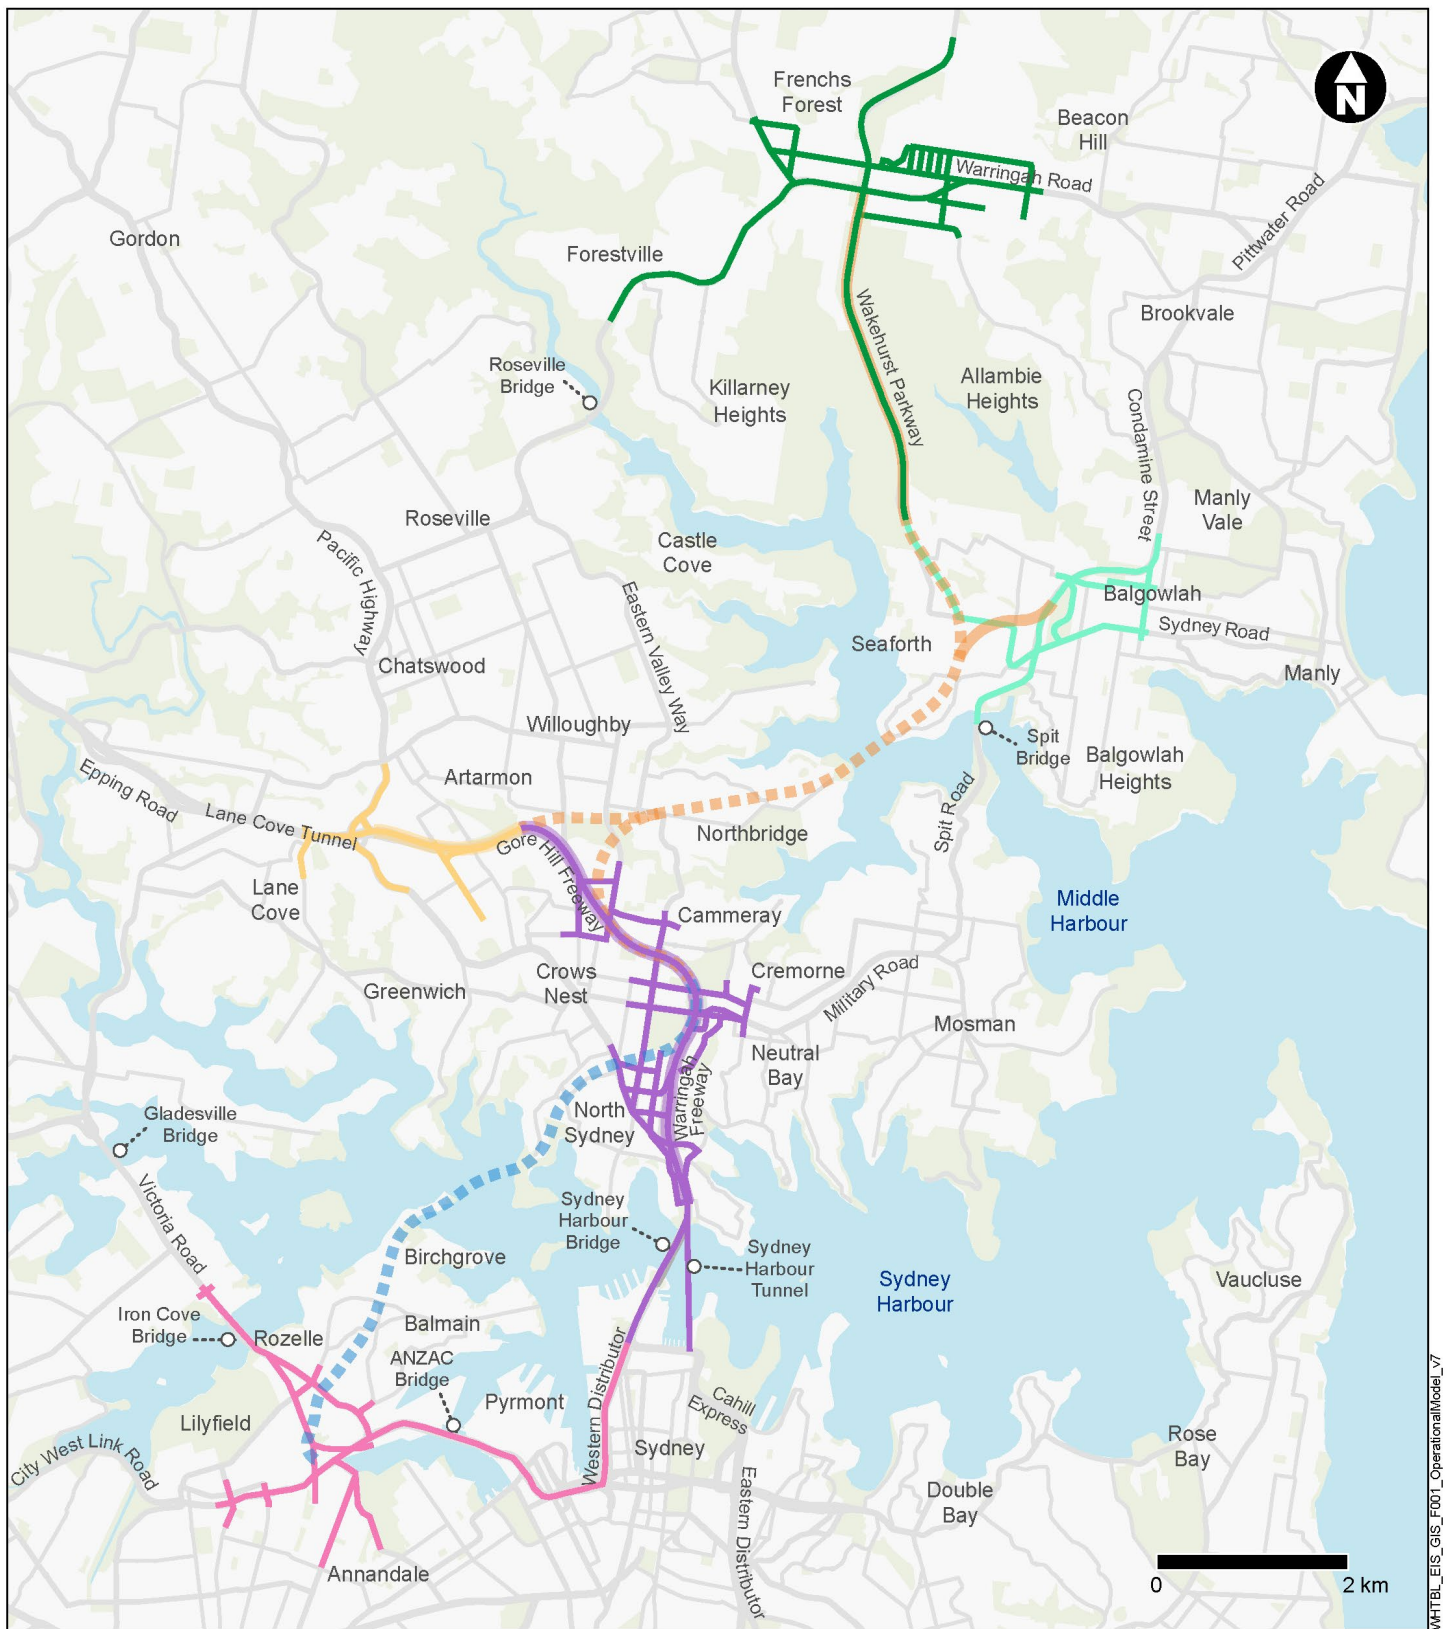 Frenchs
Forest
N
Beacon
Hill
Warringah Road
Pittwater Road
Gordon
Forestville
Wakehurst Parkway
Brookvale
Roseville
Bridge
Killarney
Heights
Allambie
Heights
Condamine Street
Roseville
Manly
Vale
Pacific Highway
Castle
Cove
Eastern Valley Way
Balgowlah
Sydney Road
Seaforth
Chatswood
Manly
Willoughby
Spit
Bridge
Balgowlah
Heights
Epping Road
Artarmon
Lane Cove Tunnel
Gore Hill Freeway
Northbridge
Spit Road
Lane
Cove
Middle
Harbour
Cammeray
Crows
Nest
Cremorne
Military Road
Greenwich
Mosman
Neutral
Bay
Warringah
Freeway
Gladesville
Bridge
North
Sydney
Victoria Road
Sydney
Harbour
Bridge
Birchgrove
Sydney
Harbour
Tunnel
Sydney
Harbour
Vaucluse
Iron Cove
Bridge
Rozelle
Balmain
ANZAC
Bridge
Western Distributor
Pyrmont
Cahill
Express
Lilyfield
City West Link Road
Sydney
Rose
Bay
Eastern Distributor
Double
Bay
Annandale
0
2 km
WHTBL_EIS_GIS_F001_OperationalModel_v7